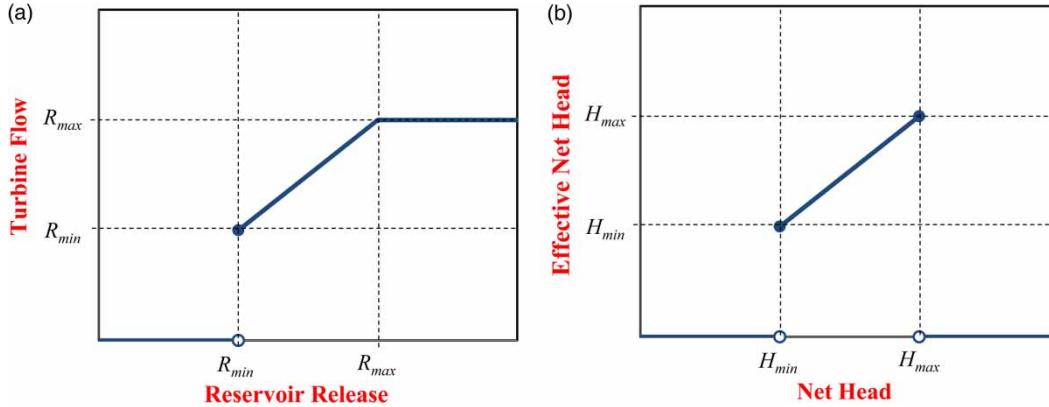 (a)
Turbine Flow
R_max
R_min
R_min
R_max
Reservoir Release
(b)
Effective Net Head
H_max
H_min
H_min
H_max
Net Head